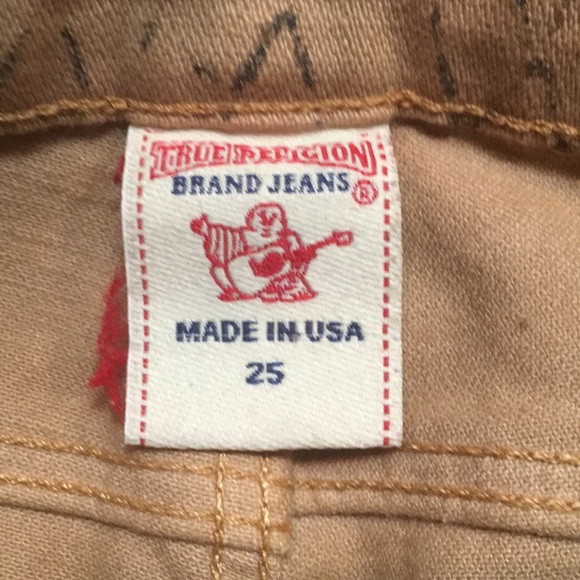 TRUE RELIGION
BRAND JEANS ®
MADE IN USA
25